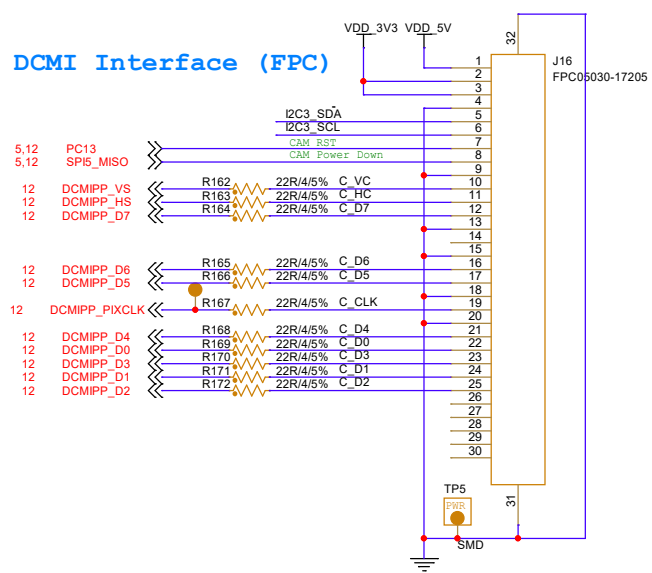 VDD_3V3 VDD_5V
32
DCMI Interface (FPC)
J16
FPC05030-17205
1
2
3
4
I2C3_SDA 5
I2C3_SCL 6
5,12 PC13 CAM RST 7
5,12 SPI5_MISO CAM Power Down 8
9
12 DCMIPP_VS R162 22R/4/5% C_VC 10
12 DCMIPP_HS R163 22R/4/5% C_HC 11
12 DCMIPP_D7 R164 22R/4/5% C_D7 12
13
14
15
12 DCMIPP_D6 R165 22R/4/5% C_D6 16
12 DCMIPP_D5 R166 22R/4/5% C_D5 17
18
12 DCMIPP_PIXCLK R167 22R/4/5% C_CLK 19
20
12 DCMIPP_D4 R168 22R/4/5% C_D4 21
12 DCMIPP_D0 R169 22R/4/5% C_D0 22
12 DCMIPP_D3 R170 22R/4/5% C_D3 23
12 DCMIPP_D1 R171 22R/4/5% C_D1 24
12 DCMIPP_D2 R172 22R/4/5% C_D2 25
26
27
28
29
30
TP5
PWR
31
SMD